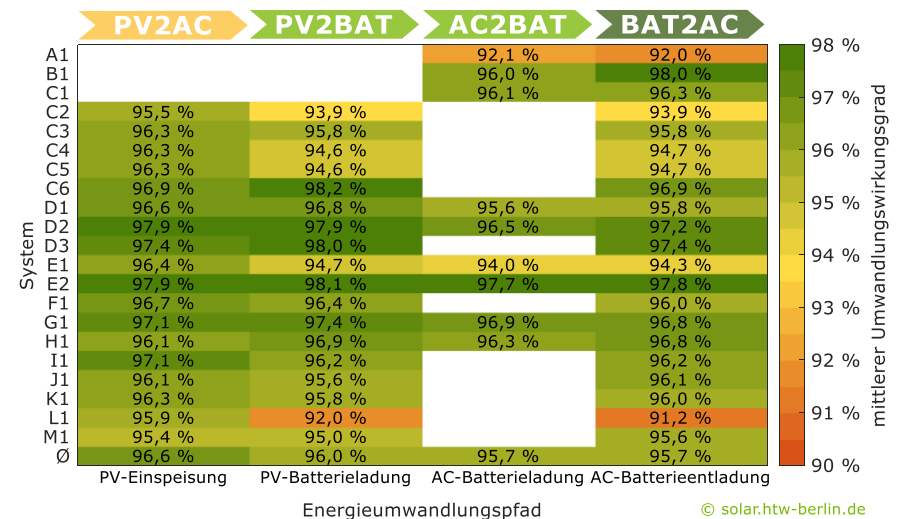 PV2AC PV2BAT AC2BAT BAT2AC
A1 92,1 % 92,0 %
B1 96,0 % 98,0 %
C1 96,1 % 96,3 %
C2 95,5 % 93,9 % 93,9 %
C3 96,3 % 95,8 % 95,8 %
C4 96,3 % 94,6 % 94,7 %
C5 96,3 % 94,6 % 94,7 %
C6 96,9 % 98,2 % 96,9 %
D1 96,6 % 96,8 % 95,6 % 95,8 %
D2 97,9 % 97,9 % 96,5 % 97,2 %
D3 97,4 % 98,0 % 97,4 %
E1 96,4 % 94,7 % 94,0 % 94,3 %
E2 97,9 % 98,1 % 97,7 % 97,8 %
F1 96,7 % 96,4 % 96,0 %
G1 97,1 % 97,4 % 96,9 % 96,8 %
H1 96,1 % 96,9 % 96,3 % 96,8 %
I1 97,1 % 96,2 % 96,2 %
J1 96,1 % 95,6 % 96,1 %
K1 96,3 % 95,8 % 96,0 %
L1 95,9 % 92,0 % 91,2 %
M1 95,4 % 95,0 % 95,6 %
Ø 96,6 % 96,0 % 95,7 % 95,7 %
PV-Einspeisung PV-Batterieladung AC-Batterieladung AC-Batterieentladung
Energieumwandlungspfad
System
98 %
97 %
96 %
95 %
94 %
93 %
92 %
91 %
90 %
mittlerer Umwandlungswirkungsgrad
© solar.htw-berlin.de